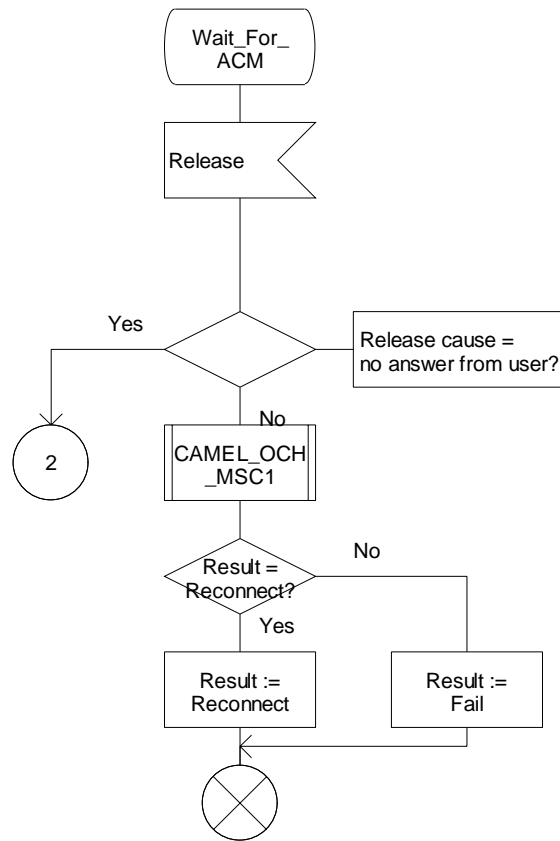 Wait_For_
ACM
Release
Yes
Release cause =
no answer from user?
No
2
CAMEL_OCH
_MSC1
Result =
Reconnect?
No
Yes
Result :=
Reconnect
Result :=
Fail